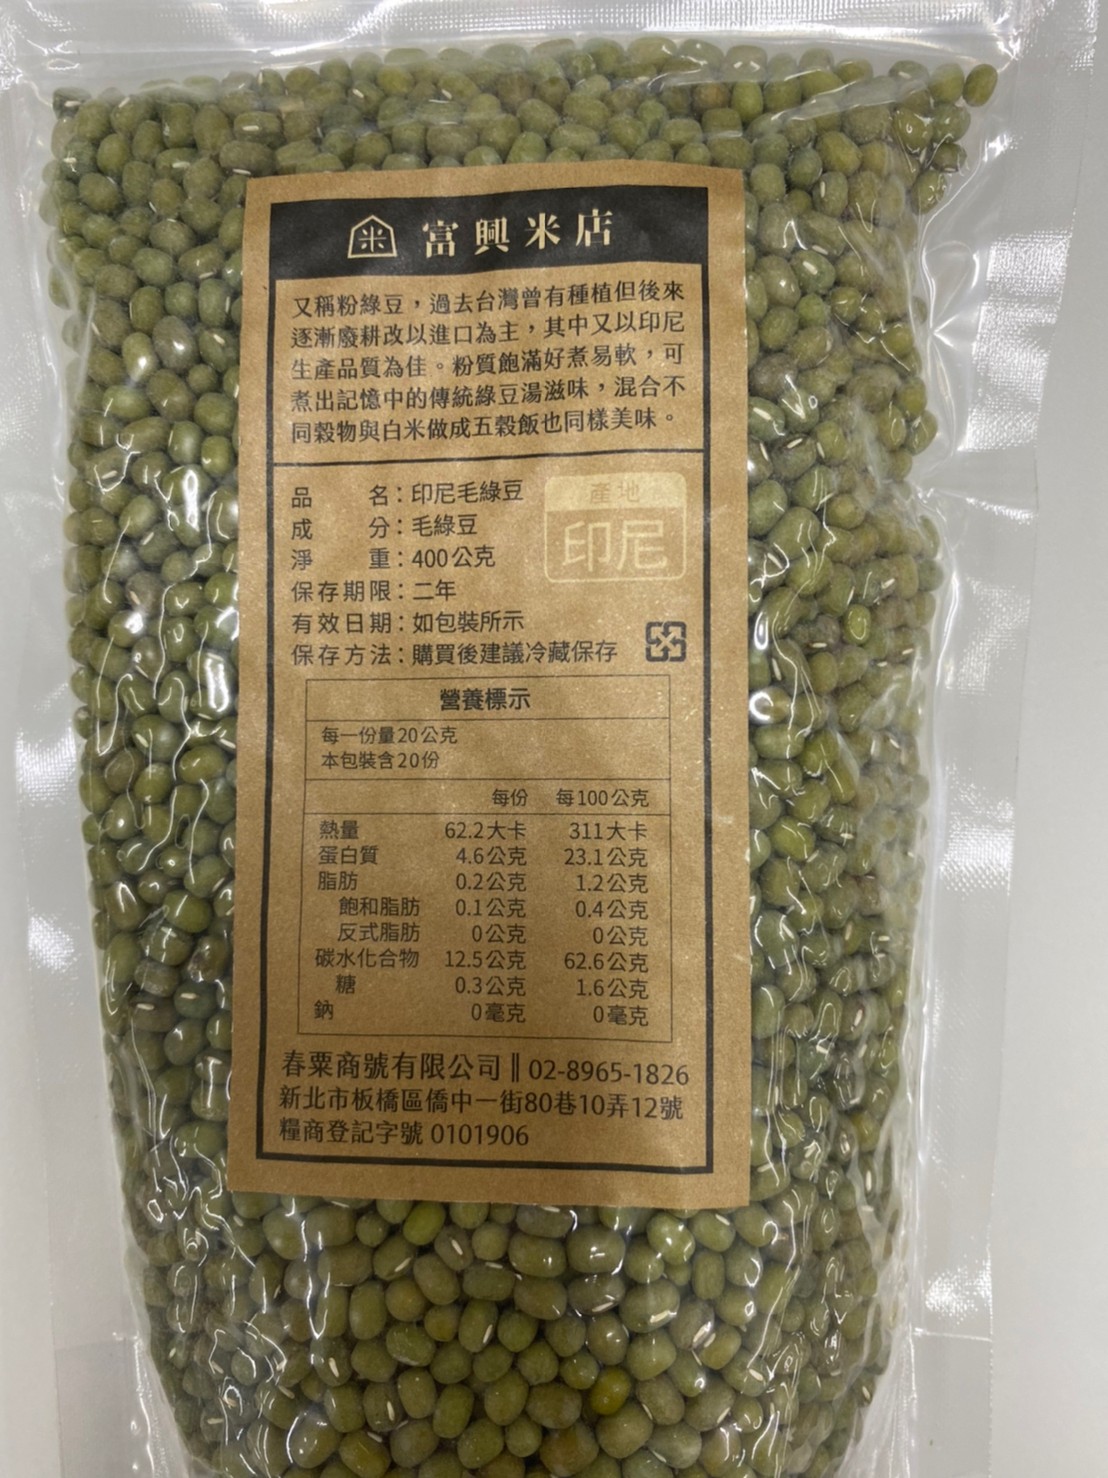 富興米店
又稱粉綠豆，過去台灣曾有種植但後來
逐漸廢耕改以進口為主，其中又以印尼
生產品質為佳。粉質飽滿好煮易軟，可
煮出記憶中的傳統綠豆湯滋味，混合不
同穀物與白米做成五穀飯也同樣美味。
品名：印尼毛綠豆
成分：毛綠豆
淨重：400公克
保存期限：二年
有效日期：如包裝所示
保存方法：購買後建議冷藏保存
產地
印尼
營養標示
每一份量20公克
本包裝含20份
每份 每100公克
熱量 62.2大卡 311大卡
蛋白質 4.6公克 23.1公克
脂肪 0.2公克 1.2公克
飽和脂肪 0.1公克 0.4公克
反式脂肪 0公克 0公克
碳水化合物 12.5公克 62.6公克
糖 0.3公克 1.6公克
鈉 0毫克 0毫克
春粟商號有限公司 || 02-8965-1826
新北市板橋區僑中一街80巷10弄12號
糧商登記字號 0101906